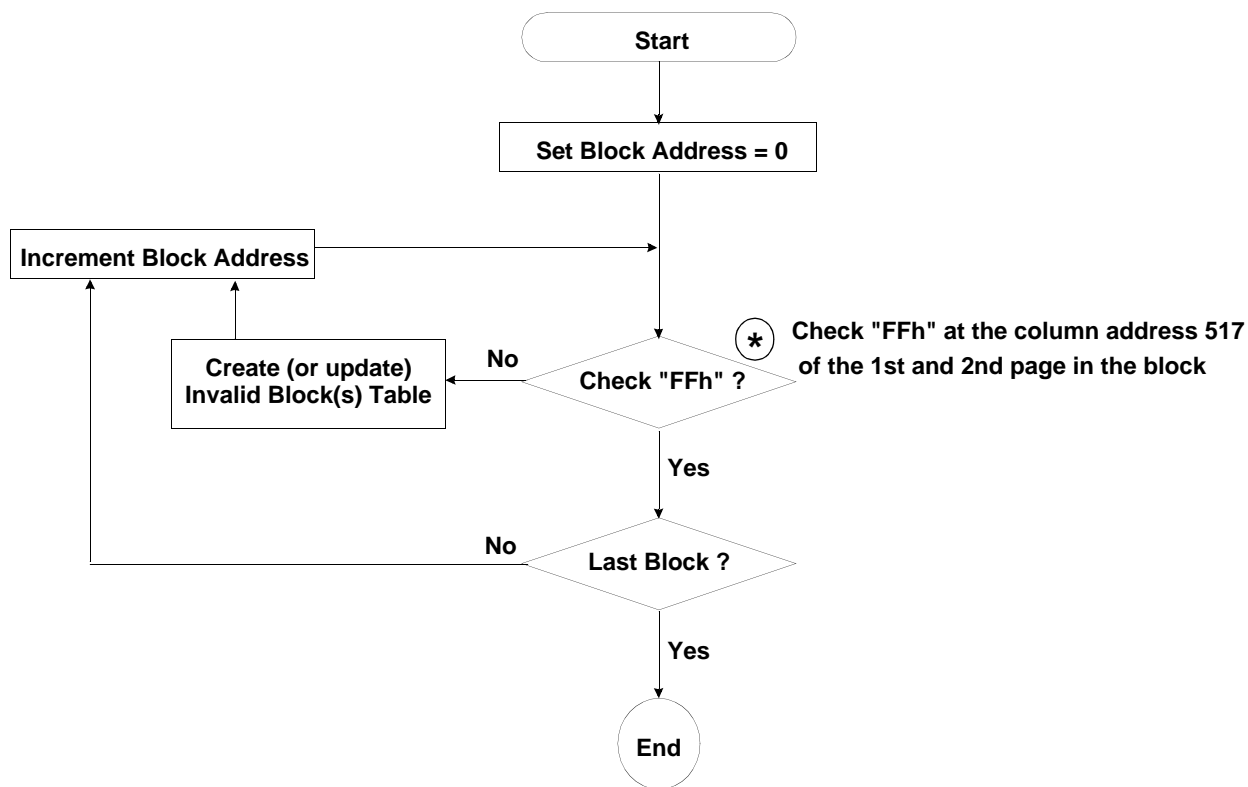 Start
Set Block Address = 0
Increment Block Address
* Check "FFh" at the column address 517
of the 1st and 2nd page in the block
No
Create (or update)
Invalid Block(s) Table
Check "FFh" ?
Yes
No
Last Block ?
Yes
End